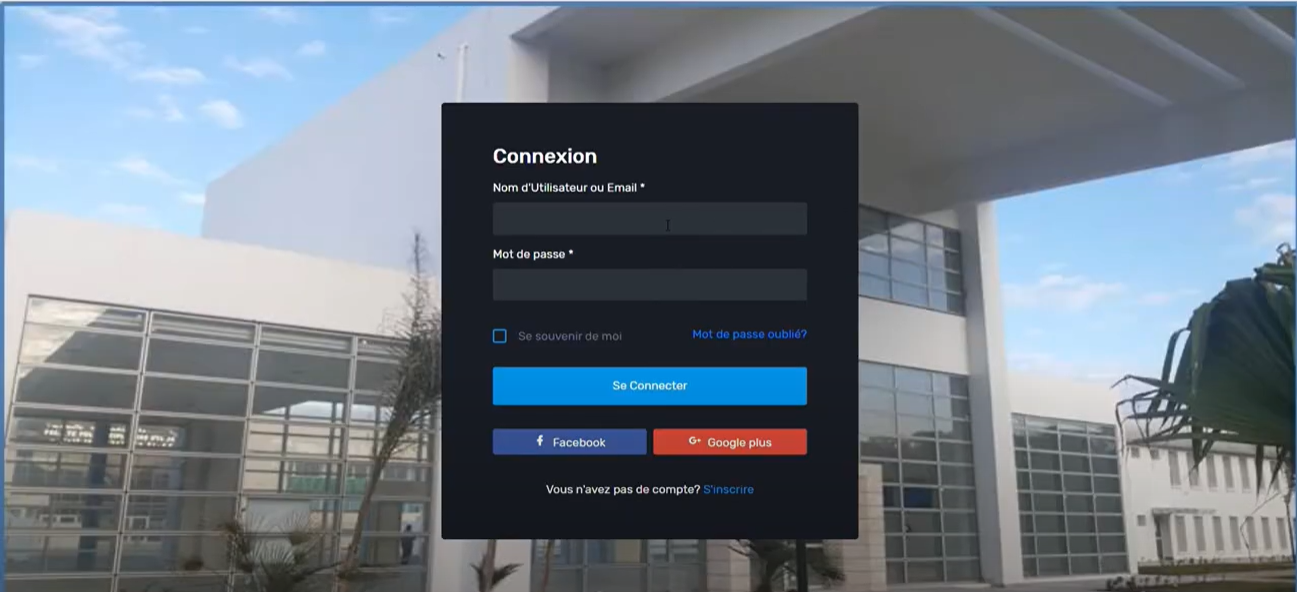 Connexion
Nom d'Utilisateur ou Email *
Mot de passe *
Se souvenir de moi
Mot de passe oublié?
Se Connecter
f Facebook
G+ Google plus
Vous n'avez pas de compte? S'inscrire